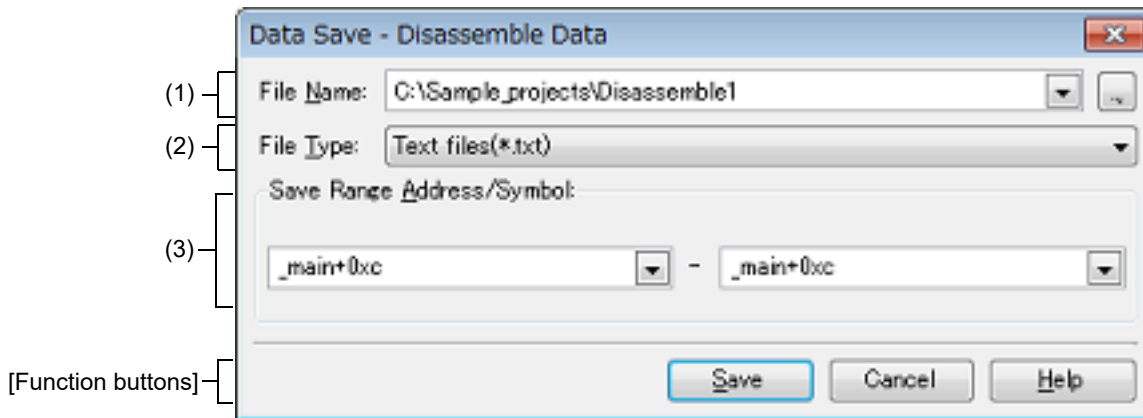 Data Save - Disassemble Data
(1) File Name: C:\Sample_projects\Disassemble1 ...
(2) File Type: Text files(*.txt)
Save Range Address/Symbol:
(3) _main+0xc - _main+0xc
[Function buttons] Save Cancel Help